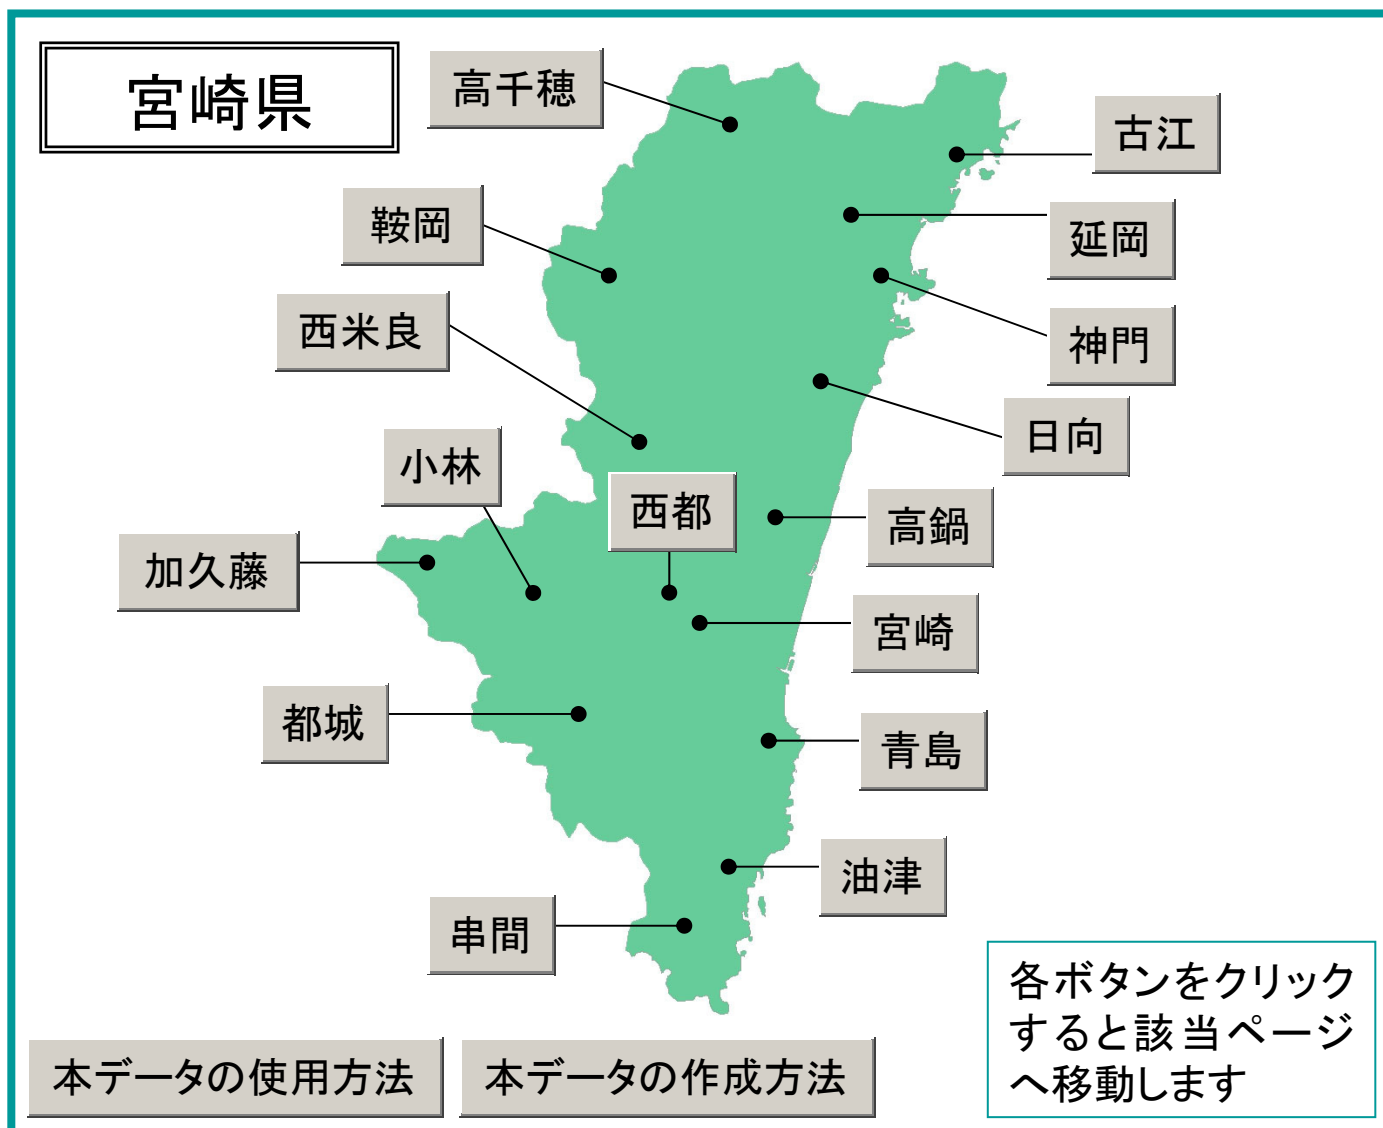 宮崎県
高千穂
古江
鞍岡
延岡
西米良
神門
日向
小林
西都
高鍋
加久藤
宮崎
都城
青島
油津
串間
各ボタンをクリック
すると該当ページ
へ移動します
本データの使用方法
本データの作成方法